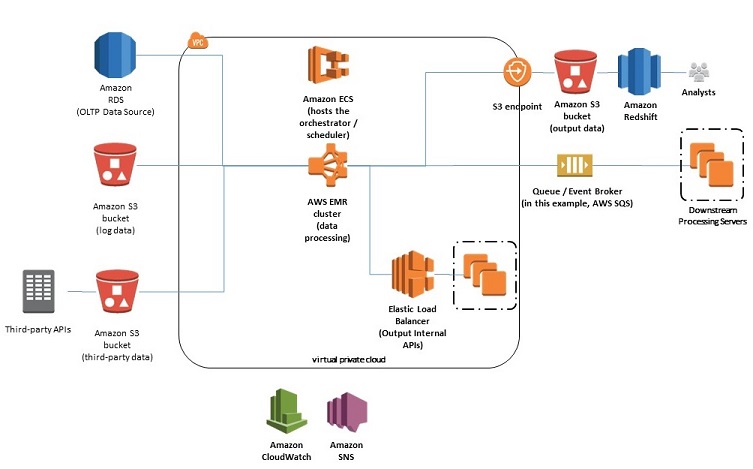 VPC
Amazon
RDS
(OLTP Data Source)
Amazon S3
bucket
(log data)
Third-party APIs
Amazon S3
bucket
(third-party data)
Amazon ECS
(hosts the
orchestrator /
scheduler)
AWS EMR
cluster
(data
processing)
Elastic Load
Balancer
(Output Internal
APIs)
virtual private cloud
S3 endpoint
Amazon S3
bucket
(output data)
Amazon
Redshift
Analysts
Queue / Event Broker
(in this example, AWS SQS)
Downstream
Processing Servers
Amazon
CloudWatch
Amazon
SNS